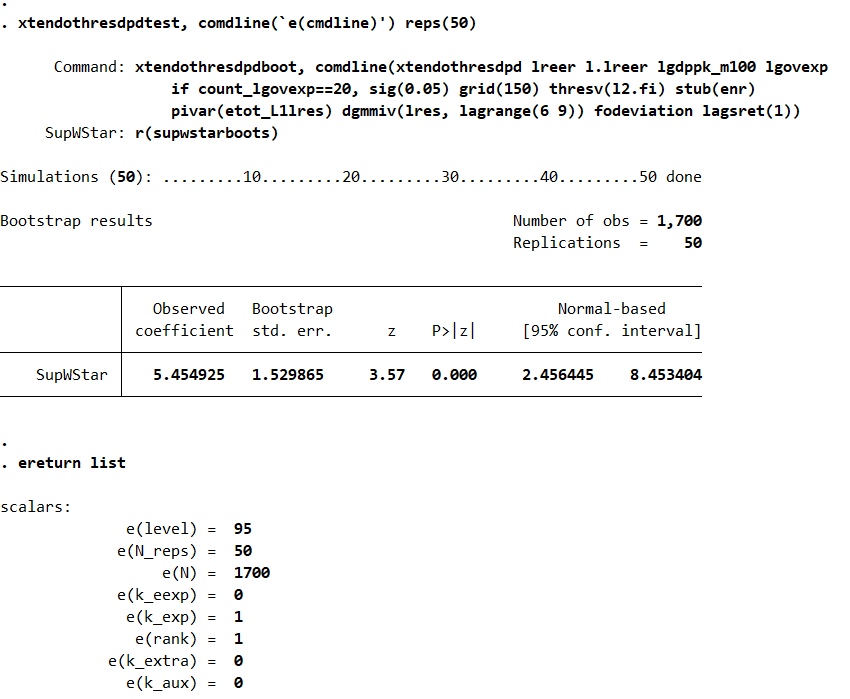 .
. xtendothresdpdtest, comdline(`e(cmdline)') reps(50)
Command: xtendothresdpdboot, comdline(xtendothresdpd lreer l.lreer lgdppk_m100 lgovexp
if count_lgovexp==20, sig(0.05) grid(150) thresv(l2.fi) stub(enr)
pivar(etot_L1lres) dgmmiv(lres, lagrange(6 9)) fodeviation lagsret(1))
SupWStar: r(supwstarboots)
Simulations (50): .........10.........20.........30.........40.........50 done
Bootstrap results Number of obs = 1,700
Replications = 50
Observed Bootstrap Normal-based
coefficient std. err. z P>|z| [95% conf. interval]
SupWStar 5.454925 1.529865 3.57 0.000 2.456445 8.453404
.
. ereturn list
scalars:
e(level) = 95
e(N_reps) = 50
e(N) = 1700
e(k_eexp) = 0
e(k_exp) = 1
e(rank) = 1
e(k_extra) = 0
e(k_aux) = 0